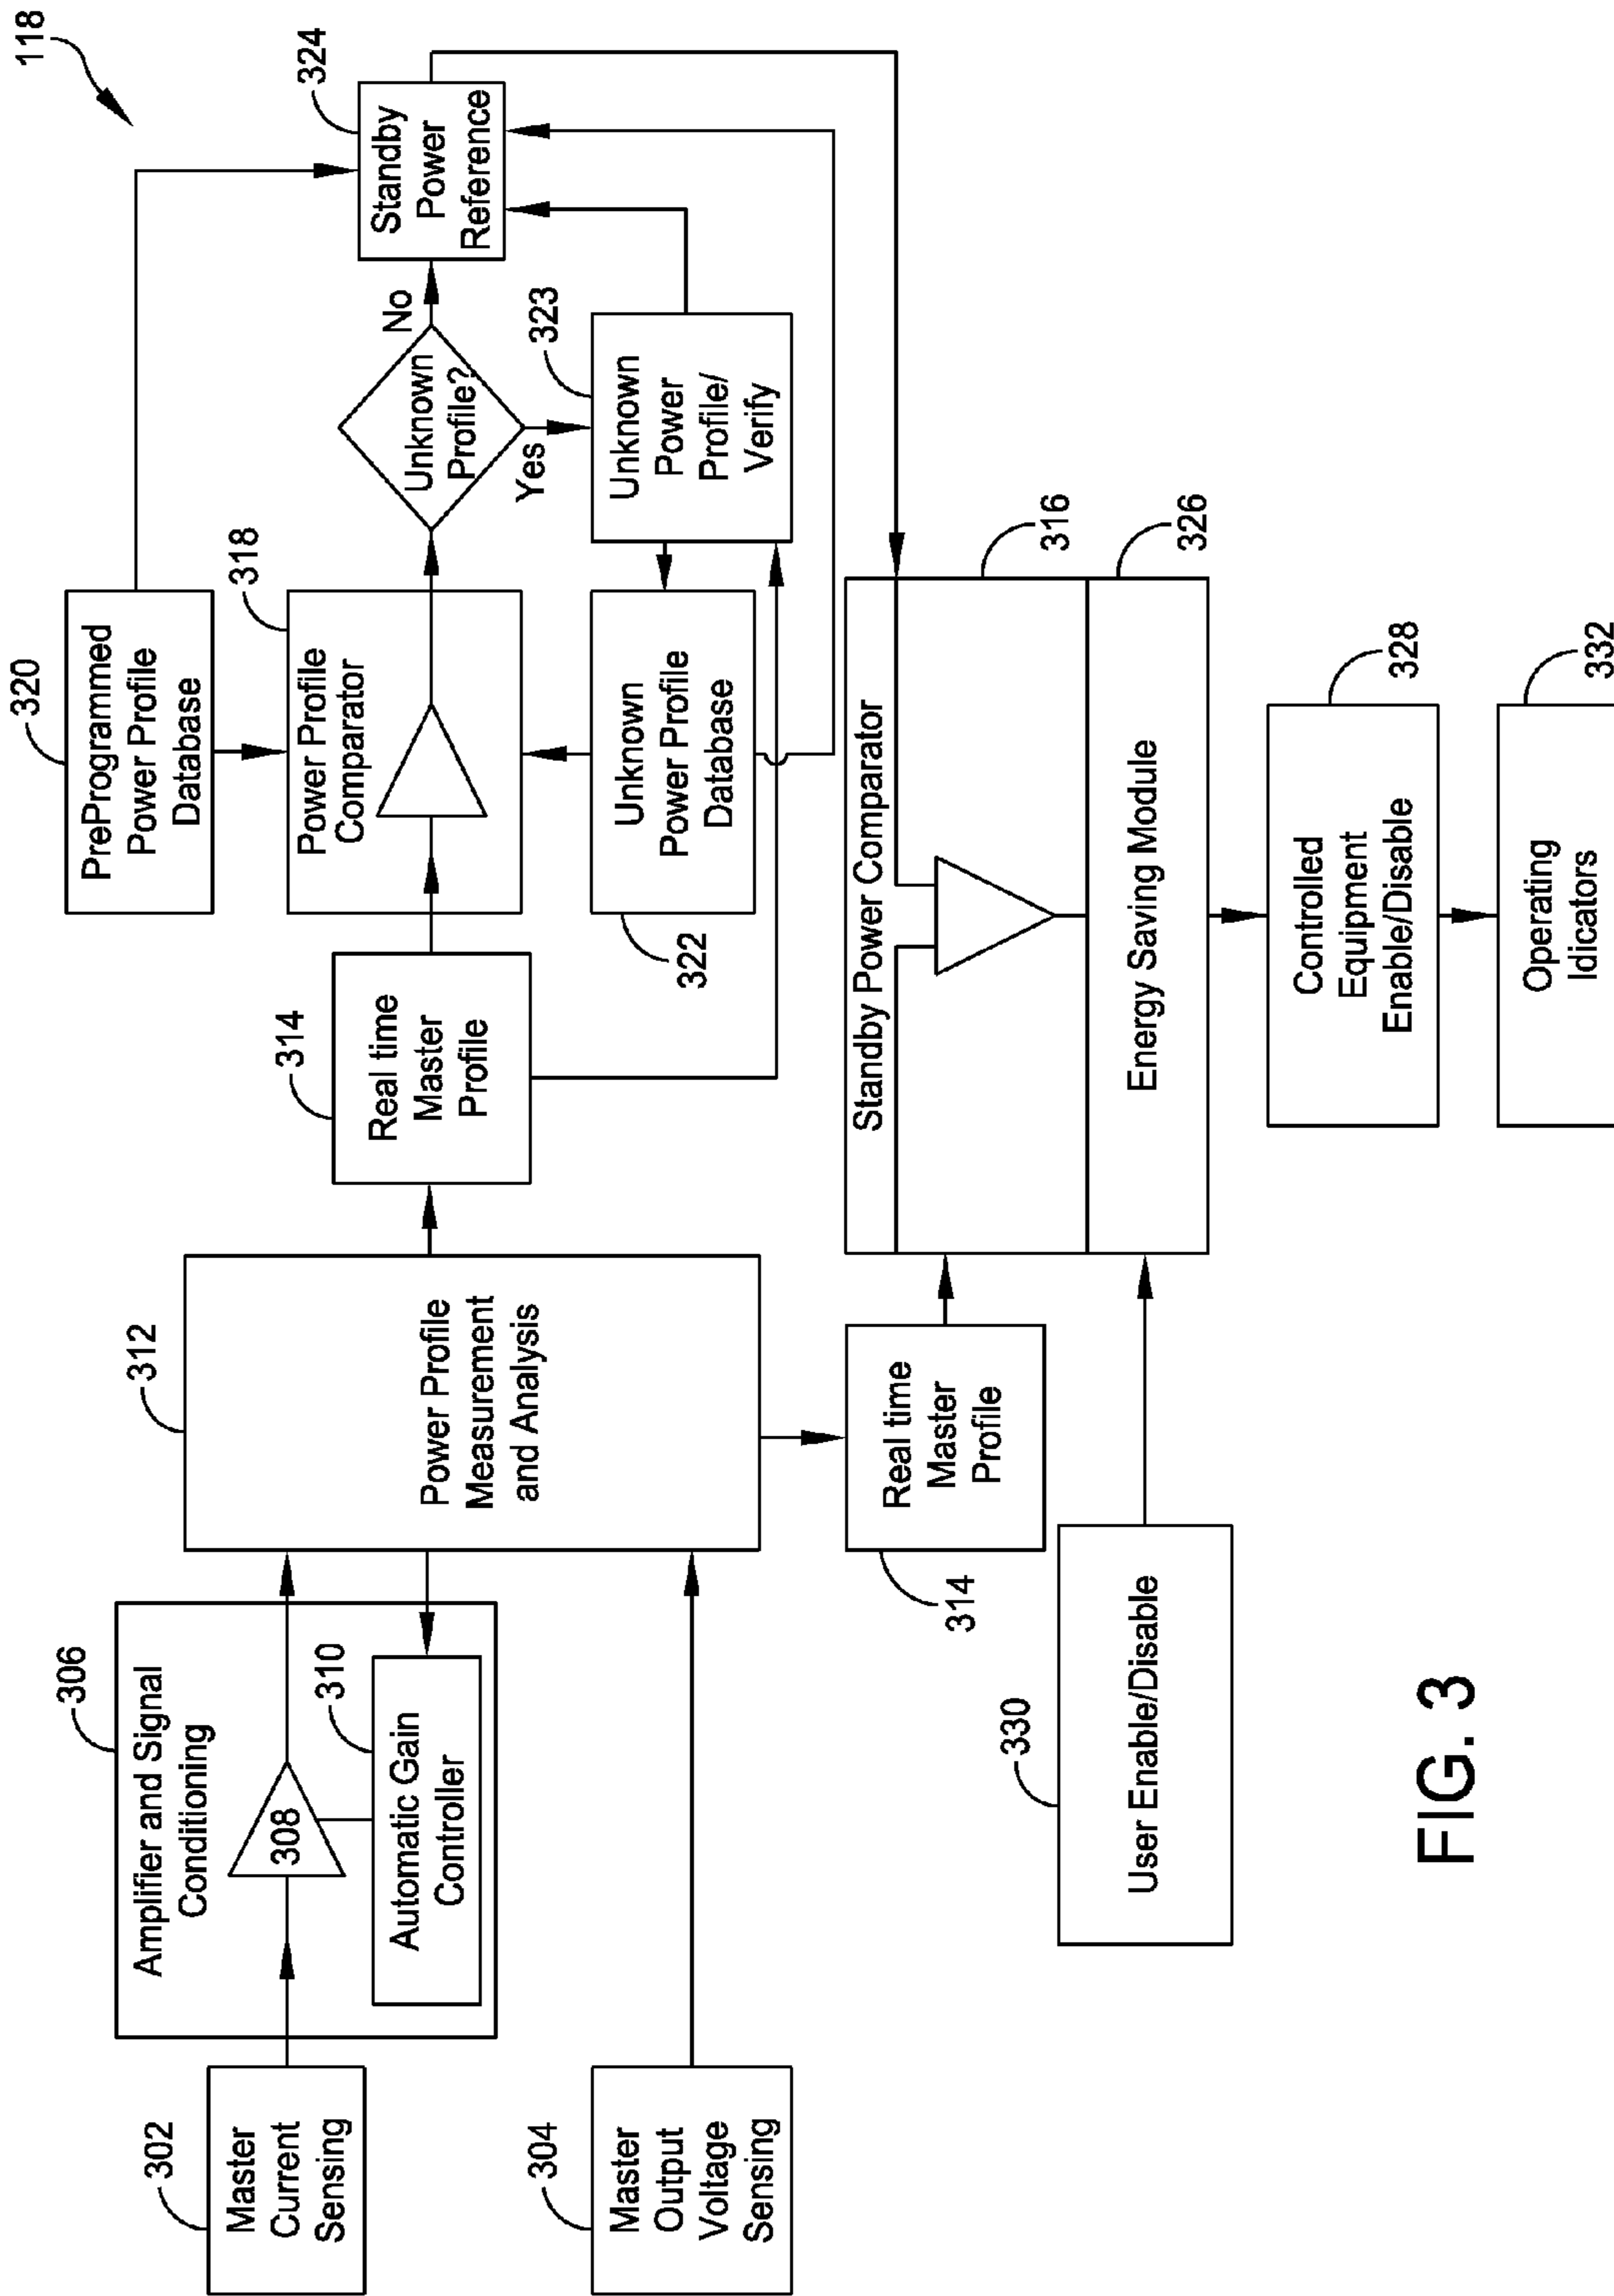 118
320
PreProgrammed
Power Profile
Database
318
Power Profile
Comparator
Unknown
Profile?
No
Yes
324
Standby
Power
Reference
323
Unknown
Power
Profile/
Verify
322
Unknown
Power Profile
Database
314
Real time
Master
Profile
312
Power Profile
Measurement
and Analysis
306
Amplifier and Signal
Conditioning
308
310
Automatic Gain
Controller
302
Master
Current
Sensing
304
Master
Output
Voltage
Sensing
314
Real time
Master
Profile
316
Standby Power Comparator
326
Energy Saving Module
330
User Enable/Disable
328
Controlled
Equipment
Enable/Disable
332
Operating
Idicators
FIG. 3